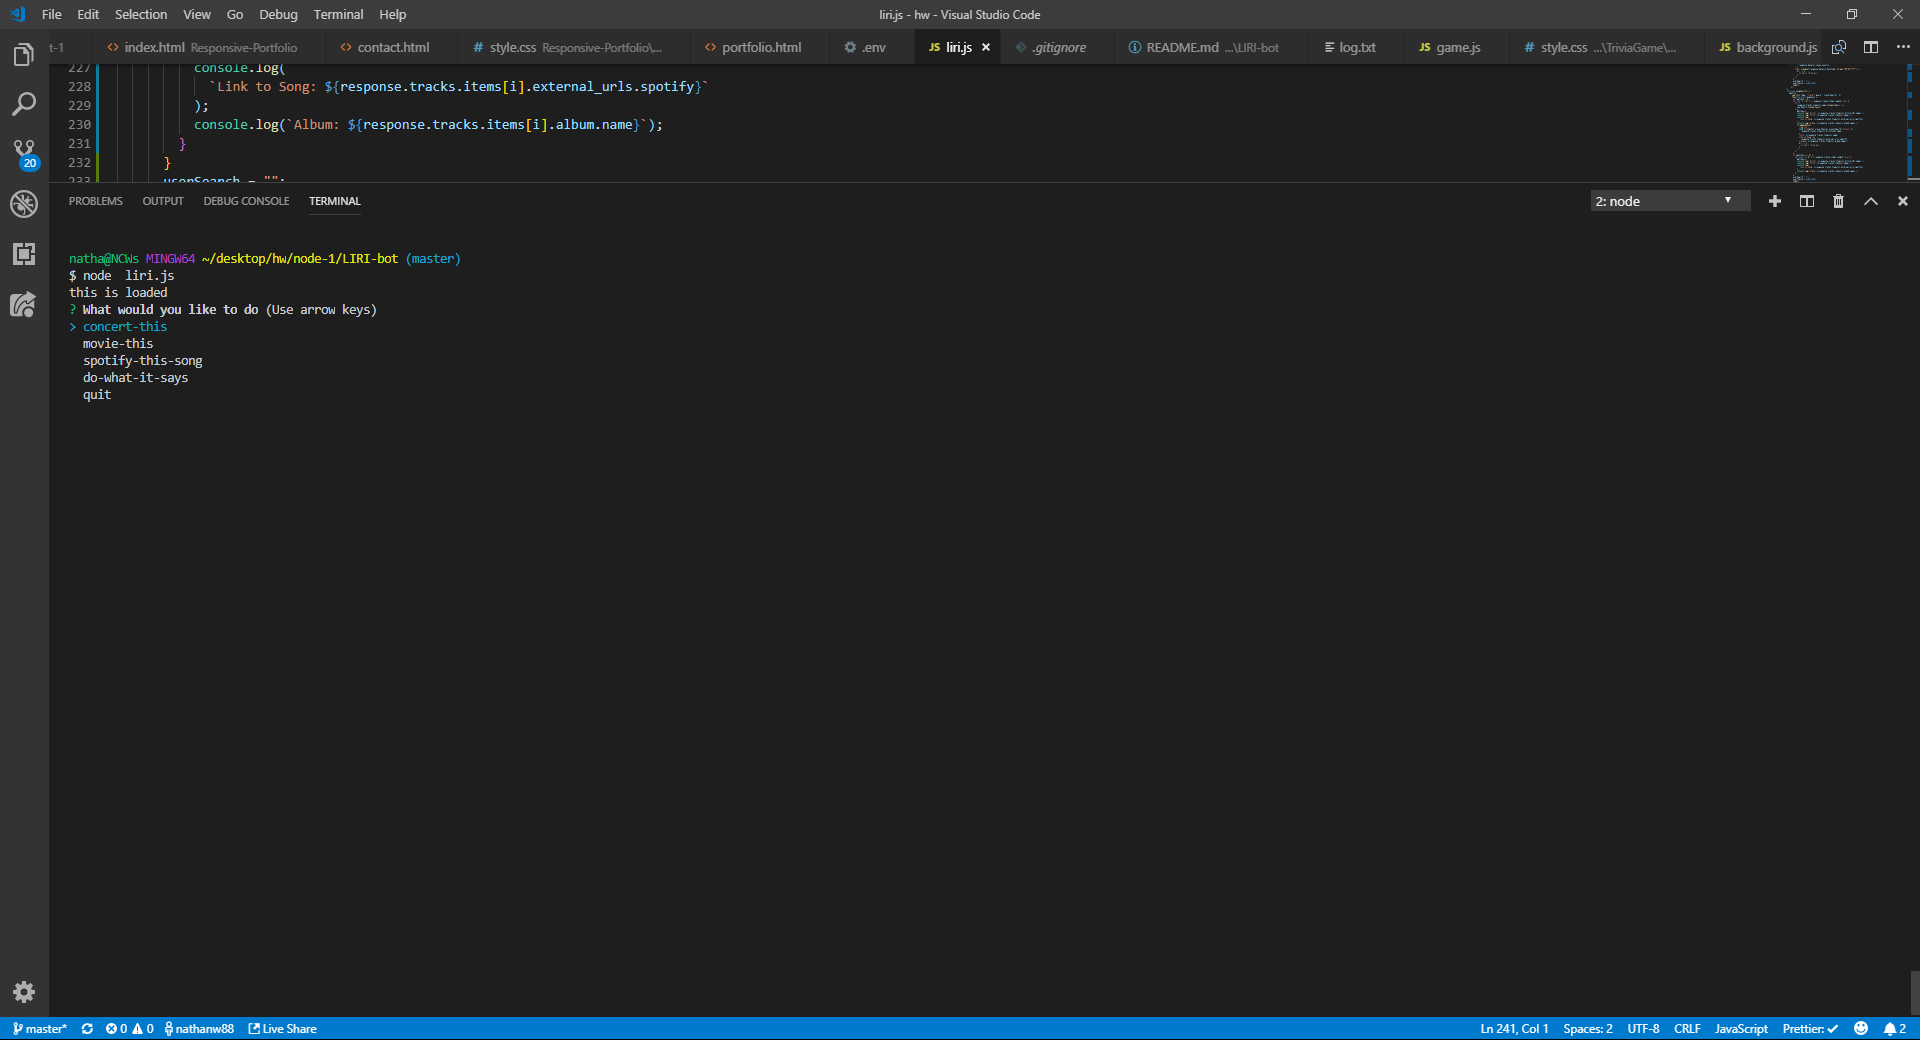 File Edit Selection View Go Debug Terminal Help
liri.js - hw - Visual Studio Code
t-1
index.html Responsive-Portfolio
contact.html
style.css Responsive-Portfolio\...
portfolio.html
.env
JS liri.js
.gitignore
README.md ...\LIRI-bot
log.txt
JS game.js
# style.css ...\TriviaGame\...
JS background.js
227 console.log(
228 `Link to Song: ${response.tracks.items[i].external_urls.spotify}`
229 );
230 console.log(`Album: ${response.tracks.items[i].album.name}`);
231 }
232 }
233 userSearch = "";
20
PROBLEMS OUTPUT DEBUG CONSOLE TERMINAL
2: node
natha@NCWs MINGW64 ~/desktop/hw/node-1/LIRI-bot (master)
$ node  liri.js
this is loaded
? What would you like to do (Use arrow keys)
> concert-this
movie-this
spotify-this-song
do-what-it-says
quit
master* 0 0 nathanw88 Live Share
Ln 241, Col 1 Spaces: 2 UTF-8 CRLF JavaScript Prettier: ✓ 2